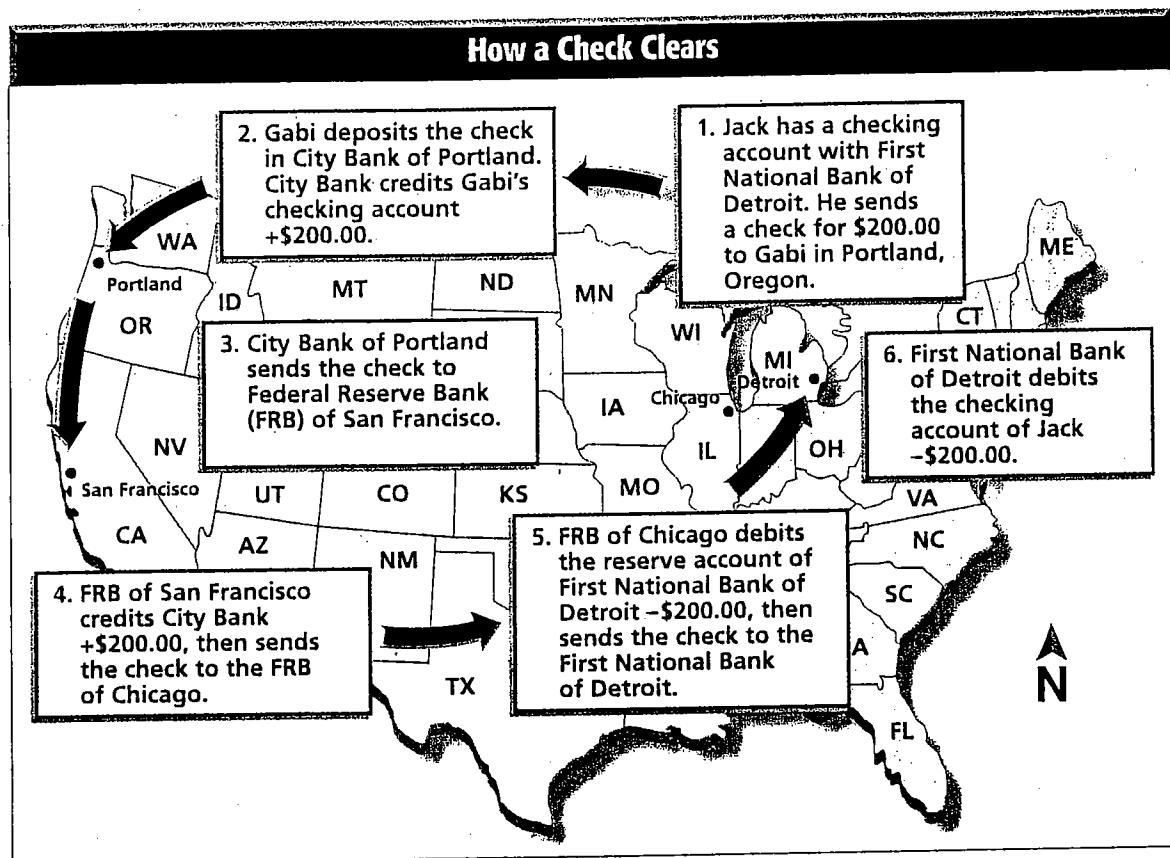 How a Check Clears
1. Jack has a checking
account with First
National Bank of
Detroit. He sends
a check for $200.00
to Gabi in Portland,
Oregon.
2. Gabi deposits the check
in City Bank of Portland.
City Bank credits Gabi's
checking account
+$200.00.
3. City Bank of Portland
sends the check to
Federal Reserve Bank
(FRB) of San Francisco.
4. FRB of San Francisco
credits City Bank
+$200.00, then sends
the check to the FRB
of Chicago.
5. FRB of Chicago debits
the reserve account of
First National Bank of
Detroit –$200.00, then
sends the check to the
First National Bank
of Detroit.
6. First National Bank
of Detroit debits
the checking
account of Jack
–$200.00.
WA
Portland
OR
ID
MT
ND
MN
WI
MI
Detroit
Chicago
ME
CT
IA
IL
OH
NV
San Francisco
CA
UT
CO
KS
MO
VA
AZ
NM
NC
SC
A
TX
FL
N